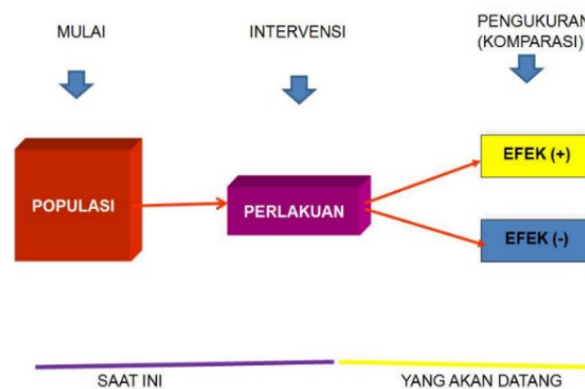 MULAI
INTERVENSI
PENGUKURAN
(KOMPARASI)
POPULASI
PERLAKUAN
EFEK (+)
EFEK (-)
SAAT INI
YANG AKAN DATANG